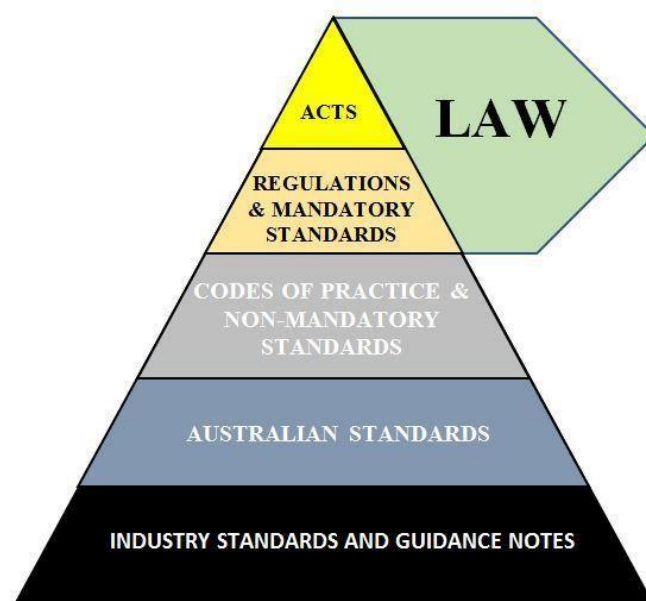 ACTS
LAW
REGULATIONS
& MANDATORY
STANDARDS
CODES OF PRACTICE &
NON-MANDATORY
STANDARDS
AUSTRALIAN STANDARDS
INDUSTRY STANDARDS AND GUIDANCE NOTES